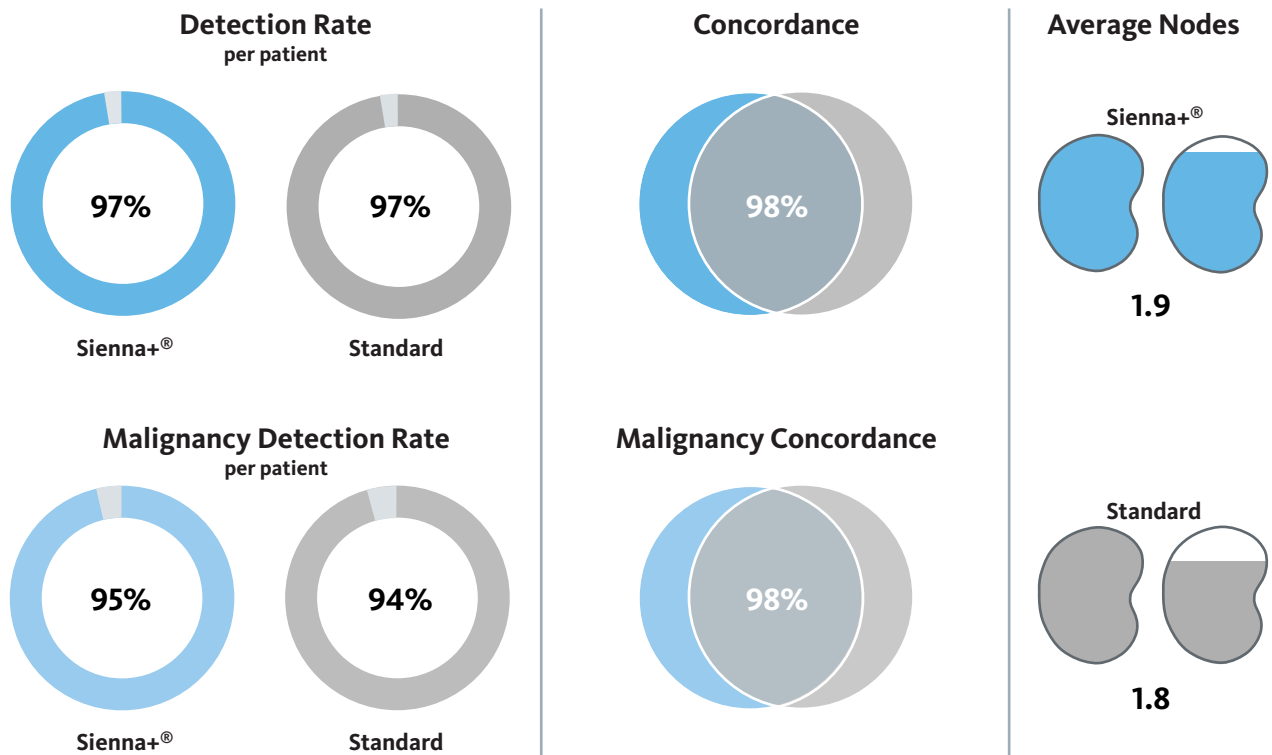 Detection Rate
per patient
97%
97%
Sienna+®
Standard
Concordance
98%
Average Nodes
Sienna+®
1.9
Malignancy Detection Rate
per patient
95%
94%
Sienna+®
Standard
Malignancy Concordance
98%
Standard
1.8